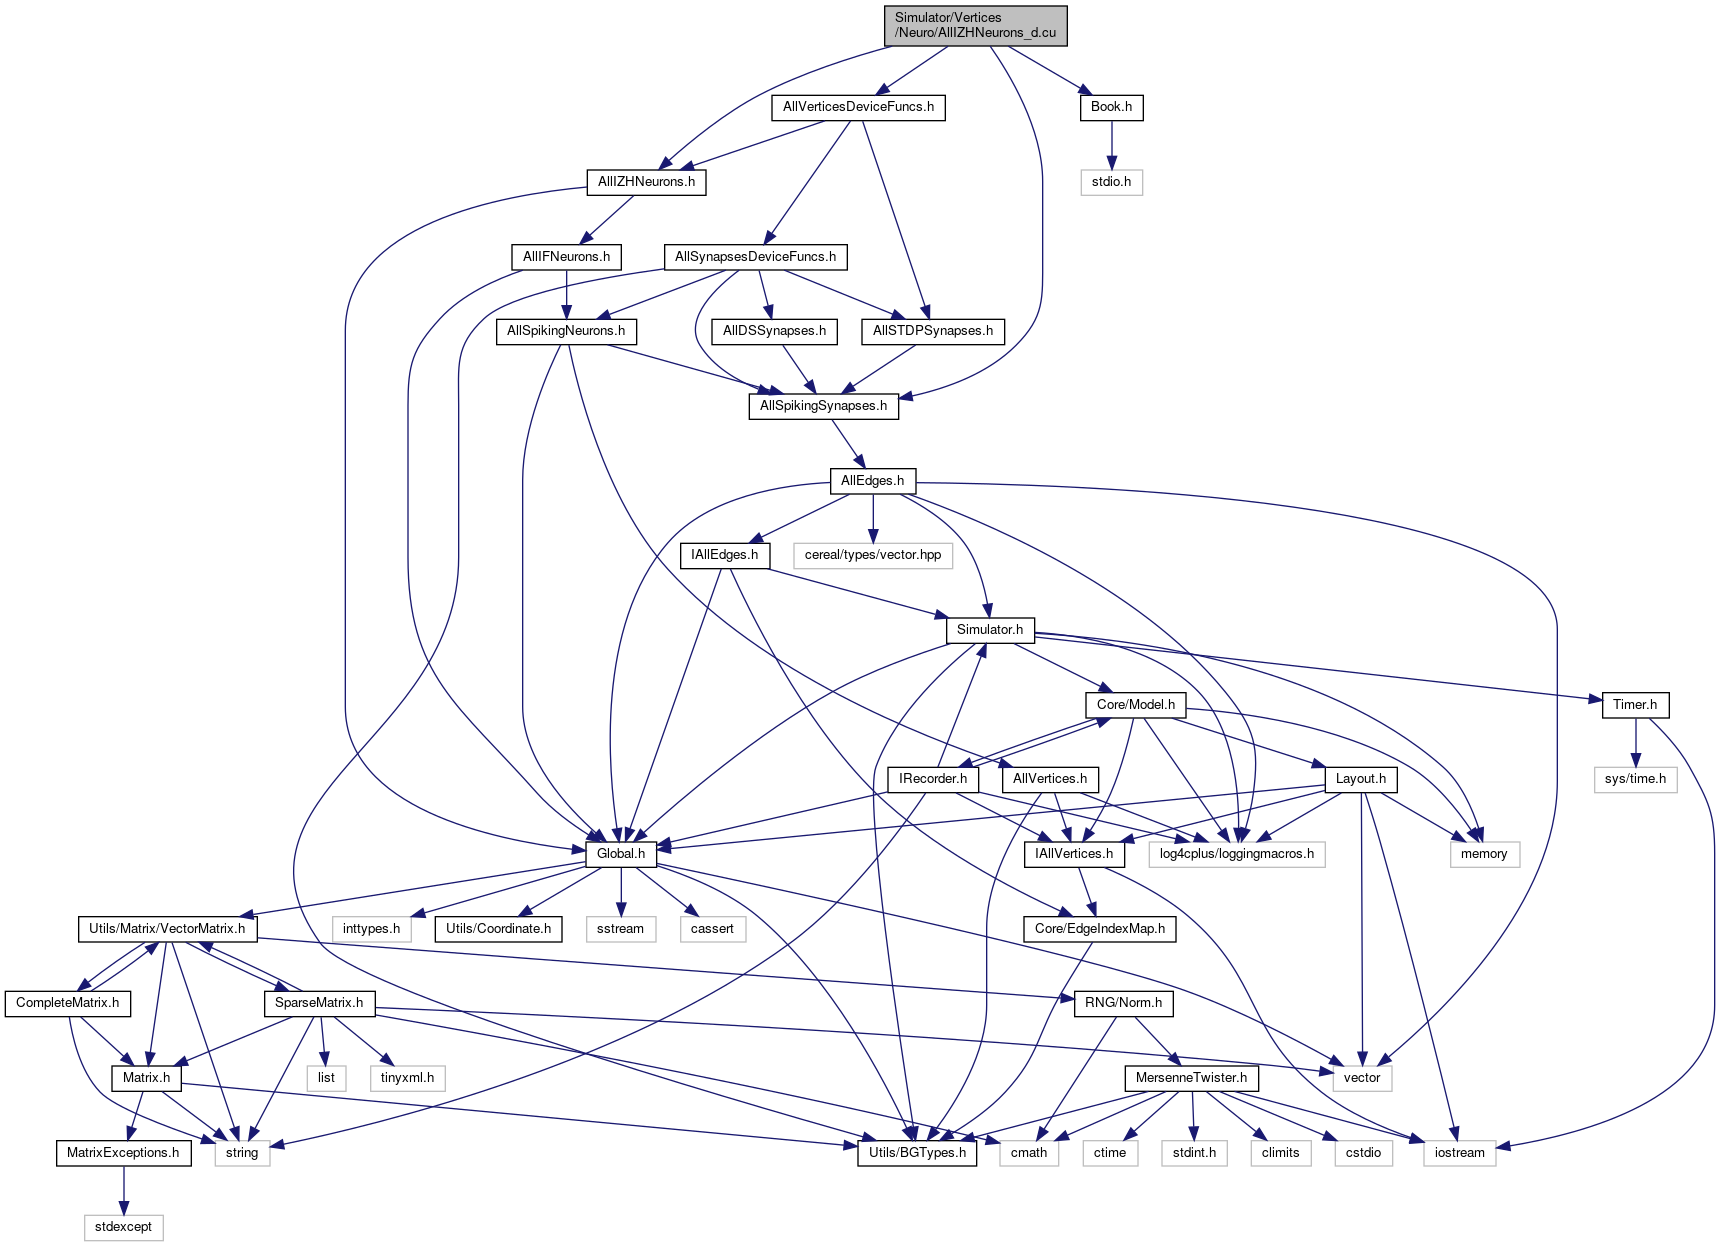 Simulator/Vertices
/Neuro/AllIZHNeurons_d.cu
AllVerticesDeviceFuncs.h
Book.h
AllIZHNeurons.h
stdio.h
AllIFNeurons.h
AllSynapsesDeviceFuncs.h
AllSpikingNeurons.h
AllDSSynapses.h
AllSTDPSynapses.h
AllSpikingSynapses.h
AllEdges.h
IAllEdges.h
cereal/types/vector.hpp
Simulator.h
Core/Model.h
Timer.h
IRecorder.h
AllVertices.h
Layout.h
sys/time.h
Global.h
IAllVertices.h
log4cplus/loggingmacros.h
memory
Utils/Matrix/VectorMatrix.h
inttypes.h
Utils/Coordinate.h
sstream
cassert
Core/EdgeIndexMap.h
CompleteMatrix.h
SparseMatrix.h
RNG/Norm.h
Matrix.h
list
tinyxml.h
MersenneTwister.h
vector
MatrixExceptions.h
string
Utils/BGTypes.h
cmath
ctime
stdint.h
climits
cstdio
iostream
stdexcept